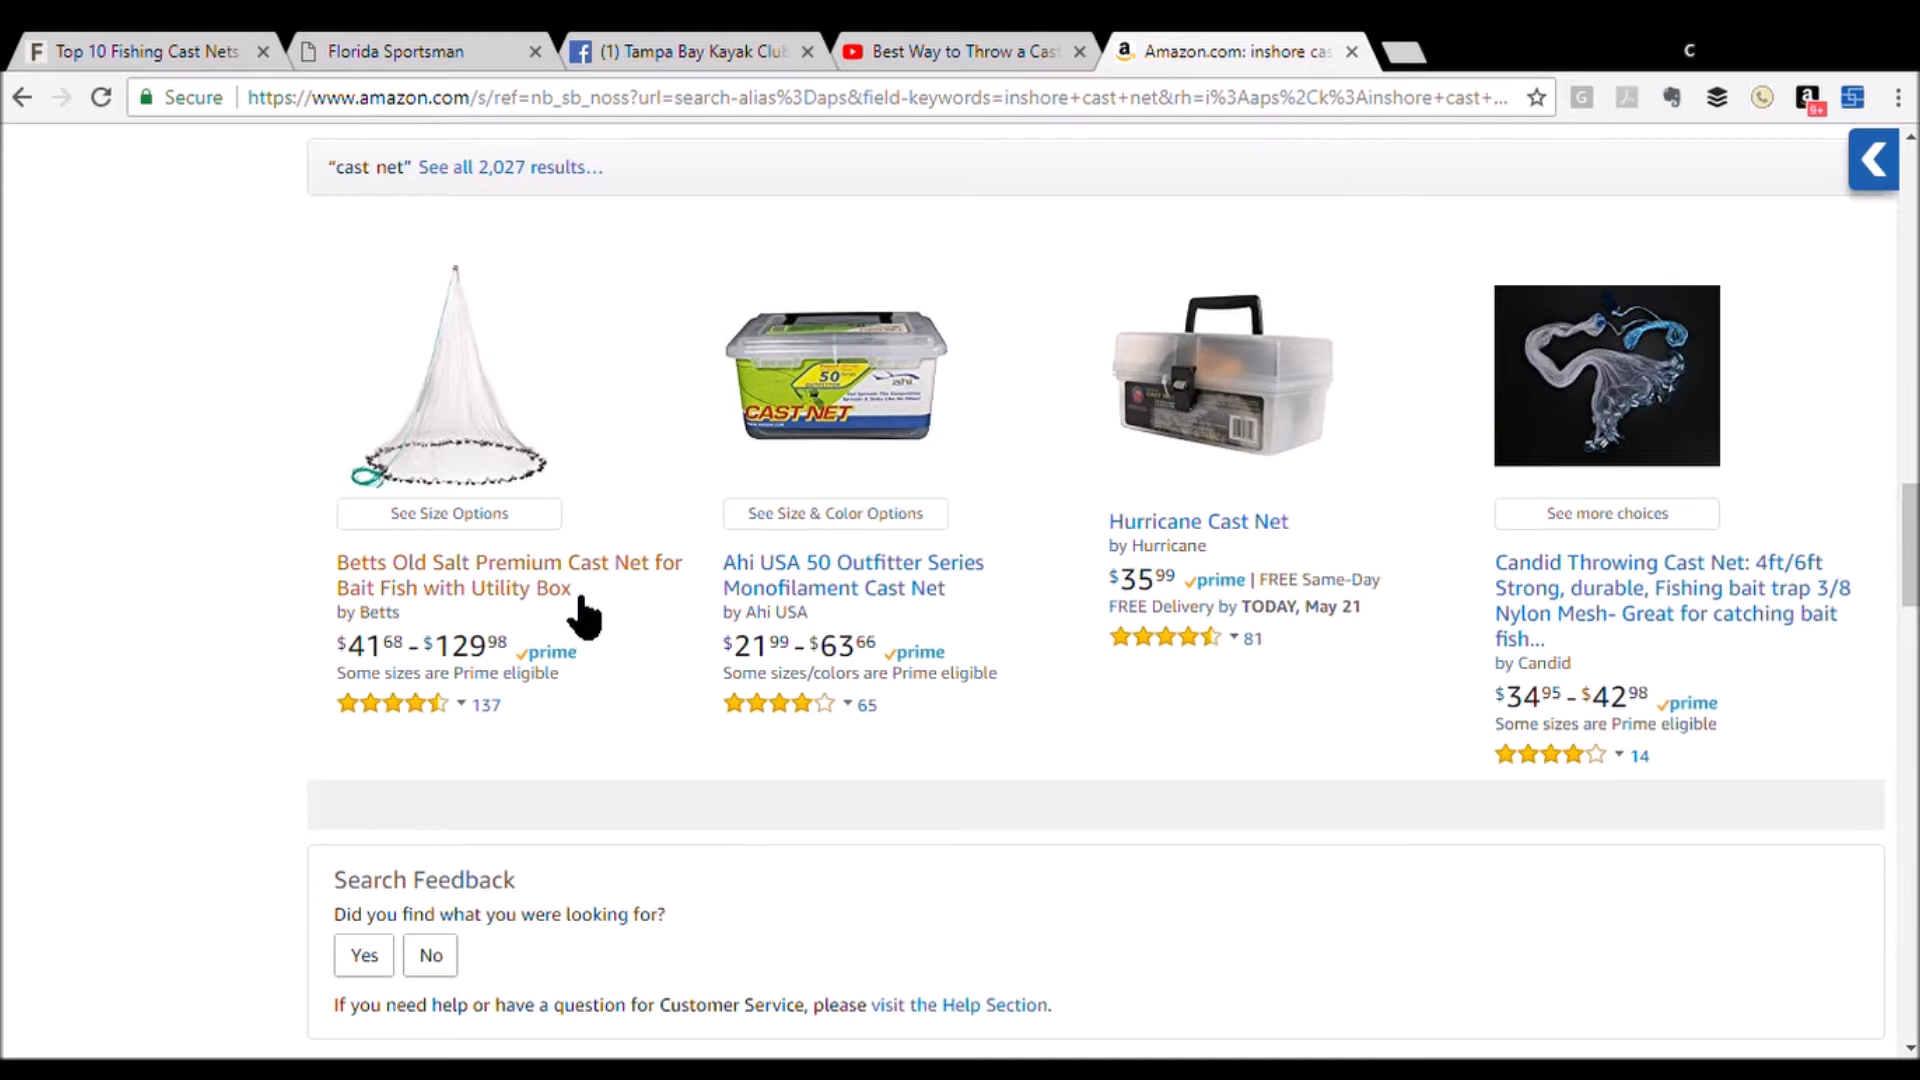 Top 10 Fishing Cast Nets
Florida Sportsman
(1) Tampa Bay Kayak Club
Best Way to Throw a Cas
Amazon.com: inshore cas
C
Secure
https://www.amazon.com/s/ref=nb_sb_noss?url=search-alias%3Daps&field-keywords=inshore+cast+net&rh=i%3Aaps%2Ck%3Ainshore+cast+...
9+
"cast net" See all 2,027 results...
50
ahi
CAST NET
See Size Options
See Size & Color Options
See more choices
Betts Old Salt Premium Cast Net for
Bait Fish with Utility Box
by Betts
$41.68 - $129.98 prime
Some sizes are Prime eligible
137
Ahi USA 50 Outfitter Series
Monofilament Cast Net
by Ahi USA
$21.99 - $63.66 prime
Some sizes/colors are Prime eligible
65
Hurricane Cast Net
by Hurricane
$35.99 prime | FREE Same-Day
FREE Delivery by TODAY, May 21
81
Candid Throwing Cast Net: 4ft/6ft
Strong, durable, Fishing bait trap 3/8
Nylon Mesh- Great for catching bait
fish...
by Candid
$34.95 - $42.98 prime
Some sizes are Prime eligible
14
Search Feedback
Did you find what you were looking for?
Yes
No
If you need help or have a question for Customer Service, please visit the Help Section.